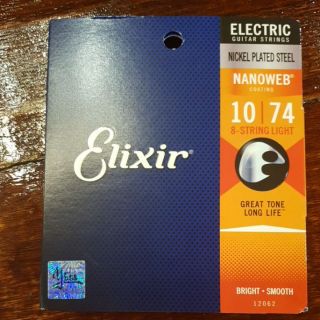 ELECTRIC
GUITAR STRINGS
NICKEL PLATED STEEL
NANOWEB®
COATING
10 | 74
8-STRING LIGHT
Elixir®
GREAT TONE
LONG LIFE™
BRIGHT - SMOOTH
12062